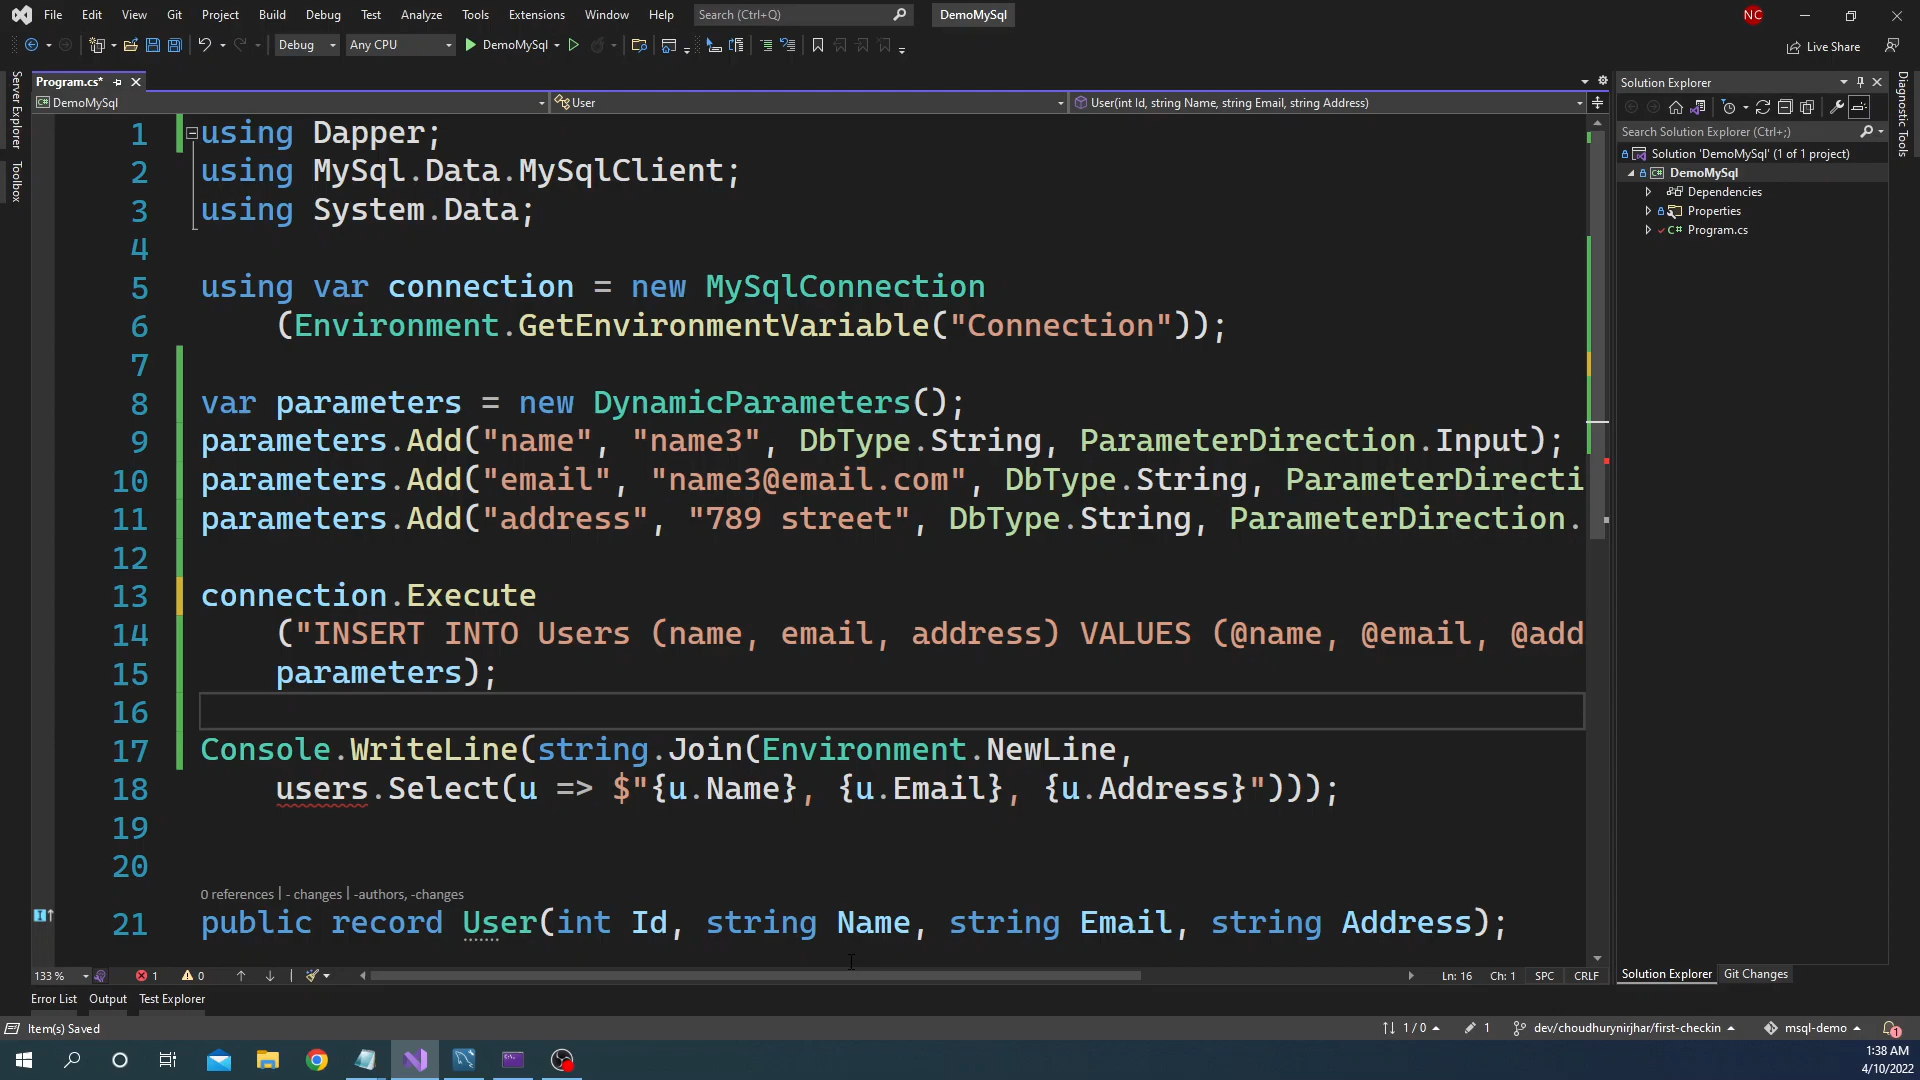 File Edit View Git Project Build Debug Test Analyze Tools Extensions Window Help Search (Ctrl+Q) DemoMySql NC
Debug Any CPU DemoMySql Live Share
Server Explorer
Toolbox
Program.cs*
DemoMySql User User(int Id, string Name, string Email, string Address)
1 using Dapper;
2 using MySql.Data.MySqlClient;
3 using System.Data;
4
5 using var connection = new MySqlConnection
6 (Environment.GetEnvironmentVariable("Connection"));
7
8 var parameters = new DynamicParameters();
9 parameters.Add("name", "name3", DbType.String, ParameterDirection.Input);
10 parameters.Add("email", "name3@email.com", DbType.String, ParameterDirecti
11 parameters.Add("address", "789 street", DbType.String, ParameterDirection.
12
13 connection.Execute
14 ("INSERT INTO Users (name, email, address) VALUES (@name, @email, @add
15 parameters);
16
17 Console.WriteLine(string.Join(Environment.NewLine,
18 users.Select(u => $"{u.Name}, {u.Email}, {u.Address}")));
19
20
0 references | - changes | -authors, -changes
21 public record User(int Id, string Name, string Email, string Address);
133 % 1 0 Ln: 16 Ch: 1 SPC CRLF
Solution Explorer
Search Solution Explorer (Ctrl+;)
Solution 'DemoMySql' (1 of 1 project)
C# DemoMySql
Dependencies
Properties
C# Program.cs
Solution Explorer Git Changes
Diagnostic Tools
Error List Output Test Explorer
Item(s) Saved 1 / 0 1 dev/choudhurynirjhar/first-checkin msql-demo 1
1:38 AM
4/10/2022